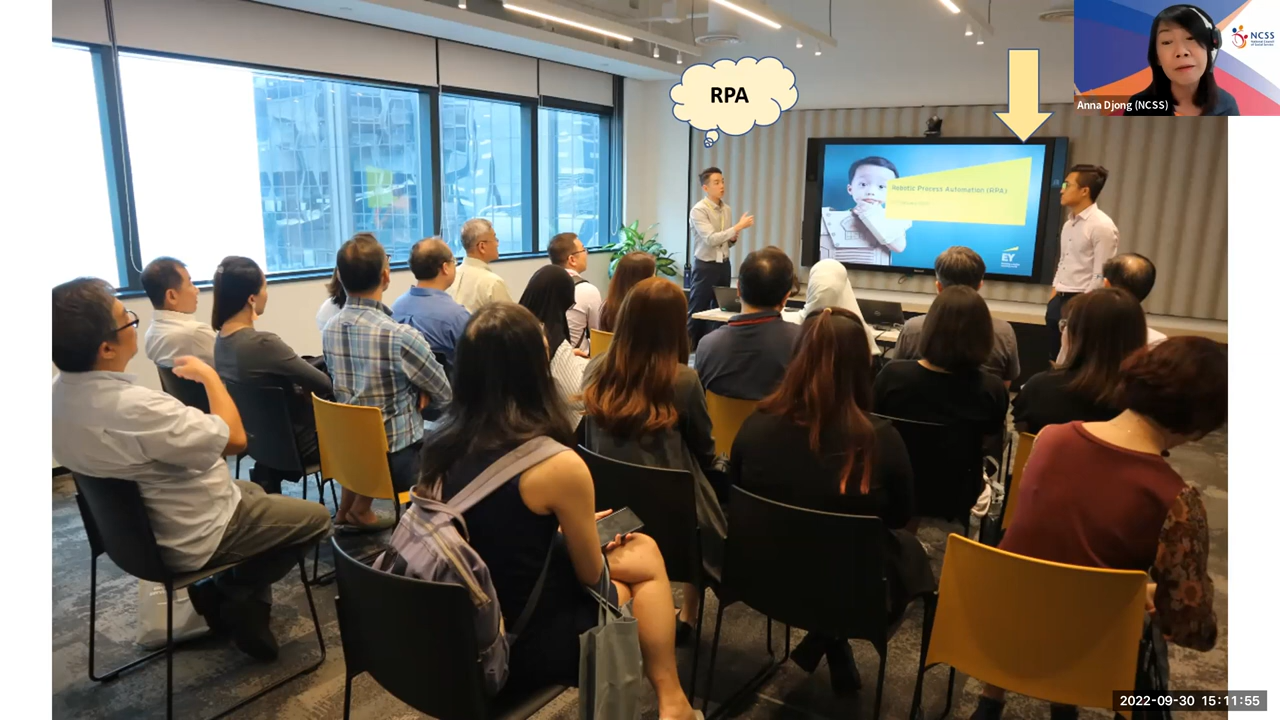 NCSS
Anna Djong (NCSS)
RPA
Robotic Process Automation (RPA)
EY
2022-09-30 15:11:55